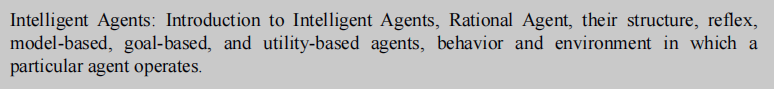 Intelligent Agents: Introduction to Intelligent Agents, Rational Agent, their structure, reflex,
model-based, goal-based, and utility-based agents, behavior and environment in which a
particular agent operates.